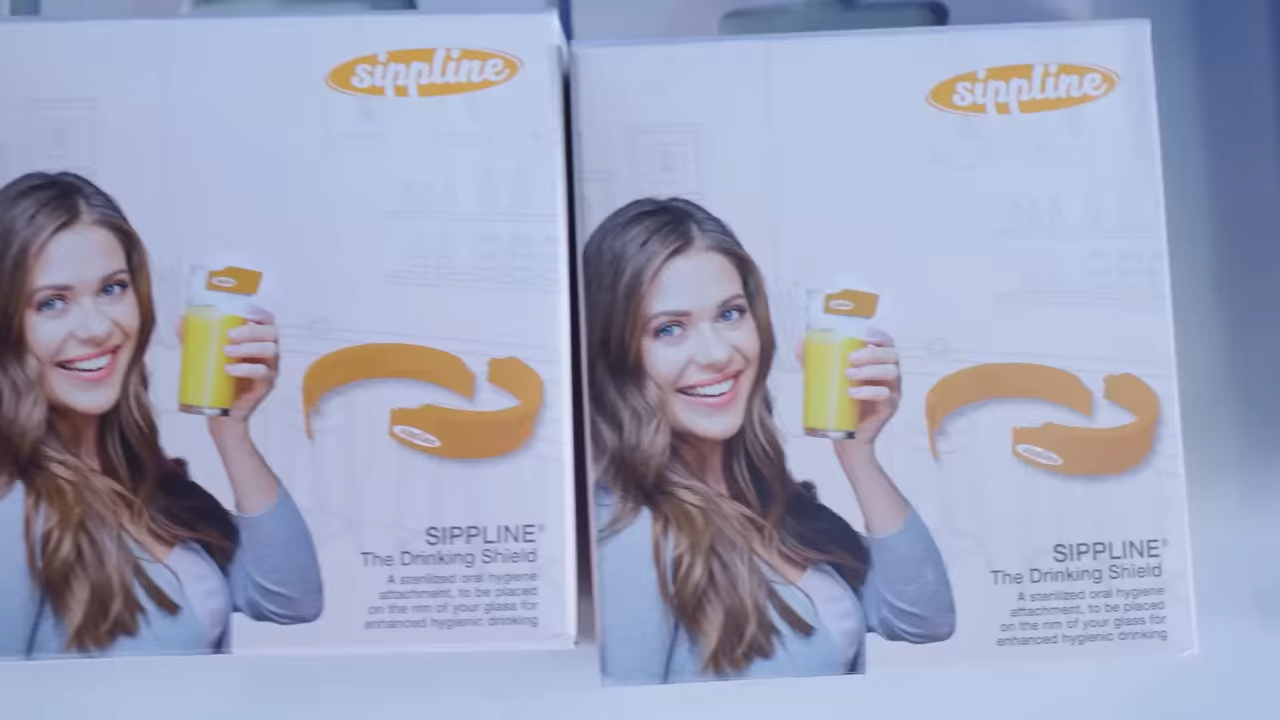 sippline
SIPPLINE®
The Drinking Shield
A sterilized oral hygiene
attachment, to be placed
on the rim of your glass for
enhanced hygienic drinking
sippline
SIPPLINE®
The Drinking Shield
A sterilized oral hygiene
attachment, to be placed
on the rim of your glass for
enhanced hygienic drinking